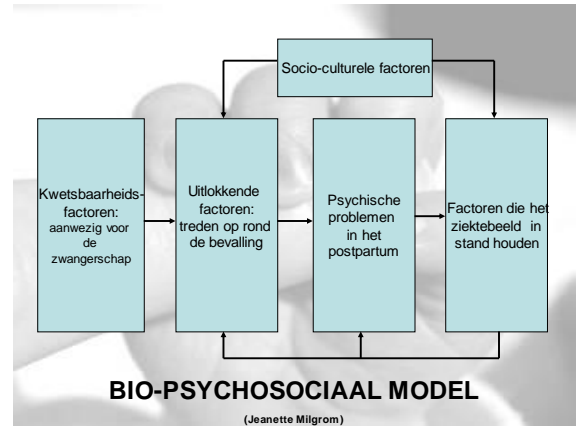 Socio-culturele factoren
Kwetsbaarheids-
factoren:
aanwezig voor
de
zwangerschap
Uitlokkende
factoren:
treden op rond
de bevalling
Psychische
problemen
in het
postpartum
Factoren die het
ziektebeeld in
stand houden
BIO-PSYCHOSOCIAAL MODEL
(Jeanette Milgrom)